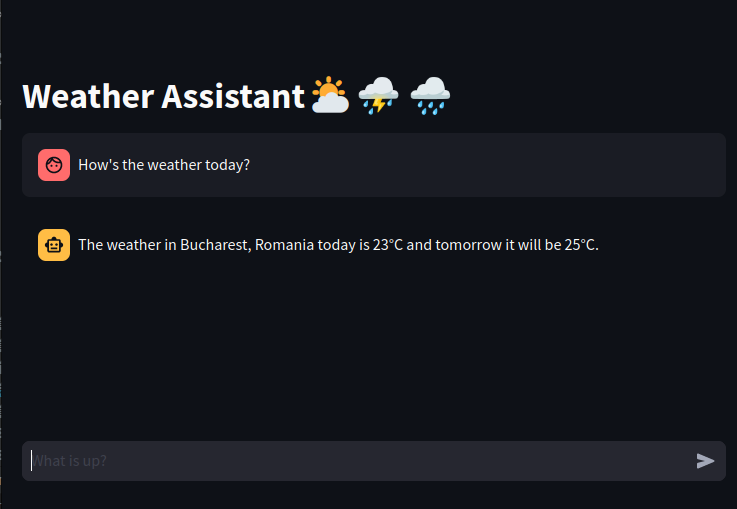 Weather Assistant
How's the weather today?
The weather in Bucharest, Romania today is 23°C and tomorrow it will be 25°C.
What is up?